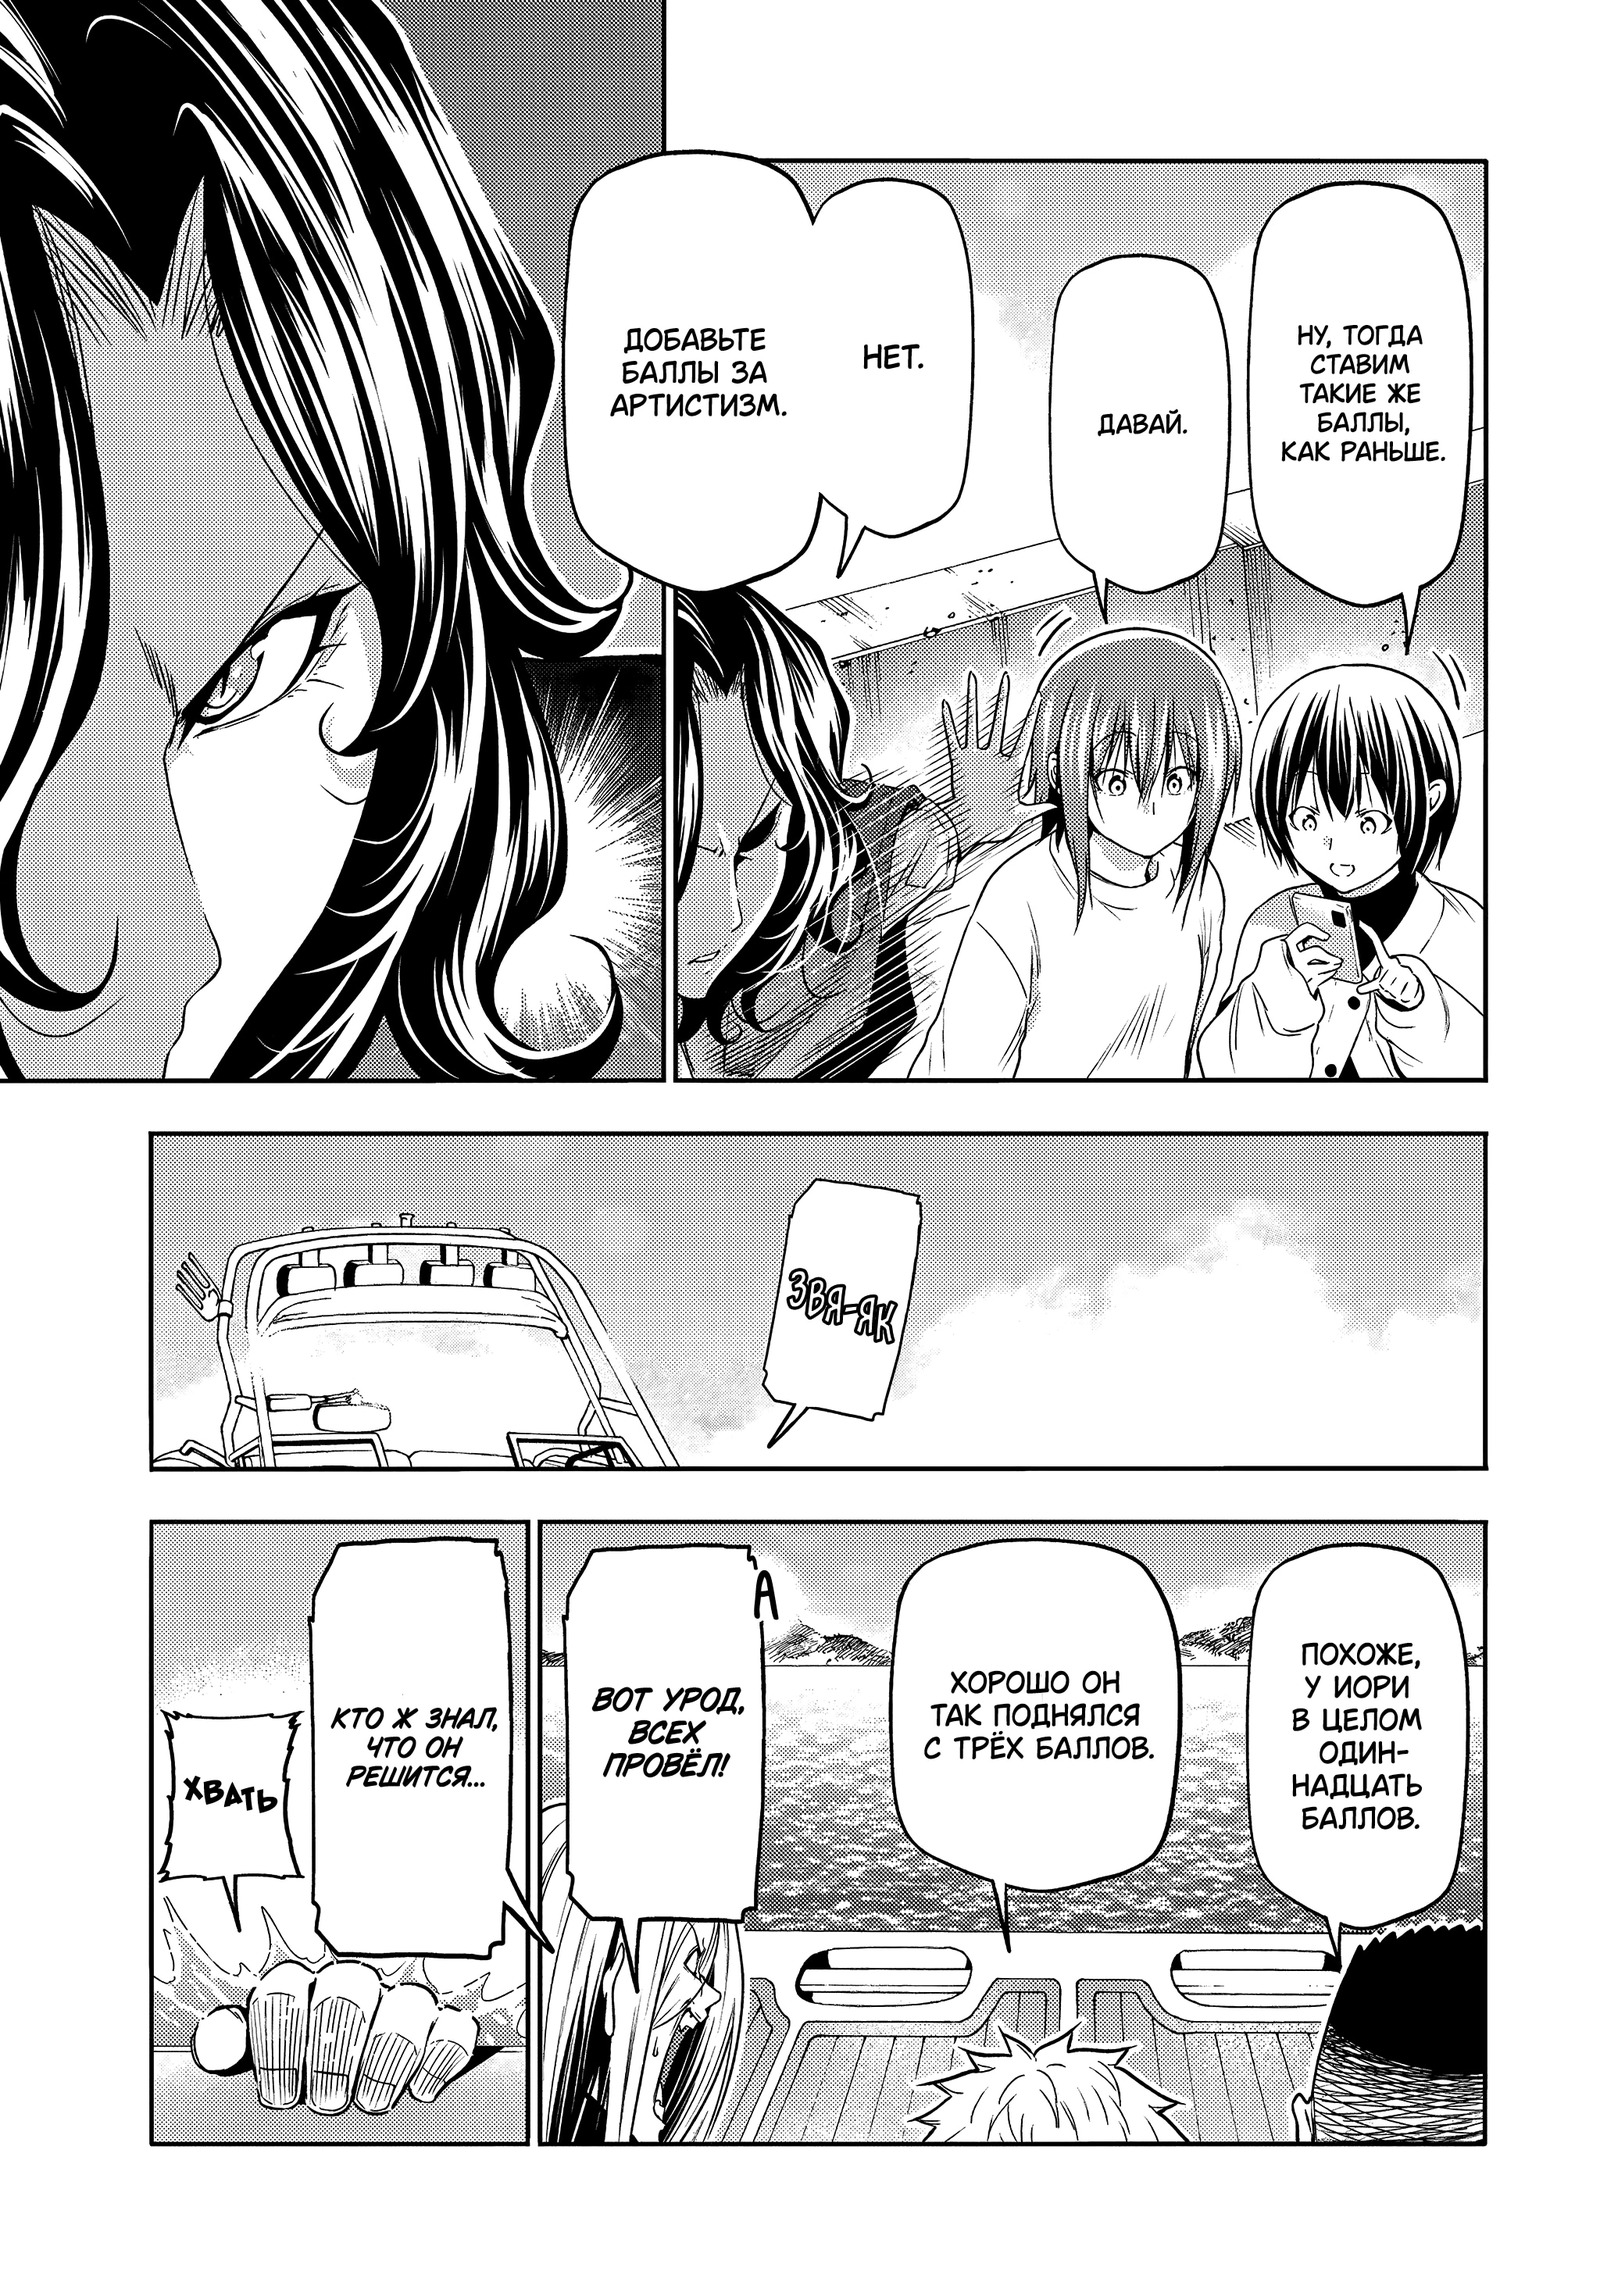 НУ, ТОГДА
СТАВИМ
ТАКИЕ ЖЕ
БАЛЛЫ,
КАК РАНЬШЕ.
ДАВАЙ.
НЕТ.
ДОБАВЬТЕ
БАЛЛЫ ЗА
АРТИСТИЗМ.
ЗВЯ-ЯК
ПОХОЖЕ,
У ИОРИ
В ЦЕЛОМ
ОДИН-
НАДЦАТЬ
БАЛЛОВ.
ХОРОШО ОН
ТАК ПОДНЯЛСЯ
С ТРЁХ БАЛЛОВ.
А
ВОТ УРОД,
ВСЕХ
ПРОВЁЛ!
КТО Ж ЗНАЛ,
ЧТО ОН
РЕШИТСЯ...
ХВАТЬ